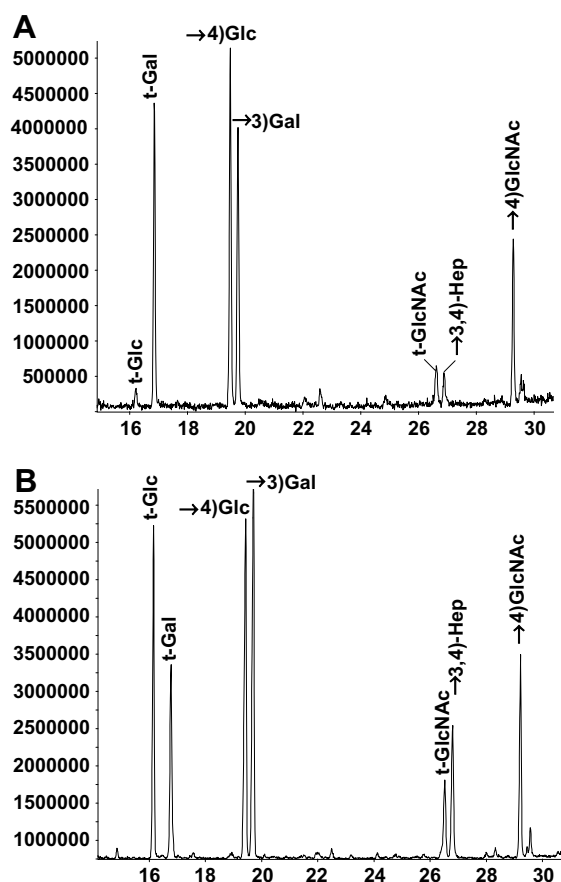 A
→4)Glc
t-Gal
→3)Gal
→4)GlcNAc
t-GlcNAc
→3,4)-Hep
t-Glc
5000000
4500000
4000000
3500000
3000000
2500000
2000000
1500000
1000000
500000
16 18 20 22 24 26 28 30
B
t-Glc
→4)Glc
→3)Gal
t-Gal
→4)GlcNAc
→3,4)-Hep
t-GlcNAc
5500000
5000000
4500000
4000000
3500000
3000000
2500000
2000000
1500000
1000000
16 18 20 22 24 26 28 30